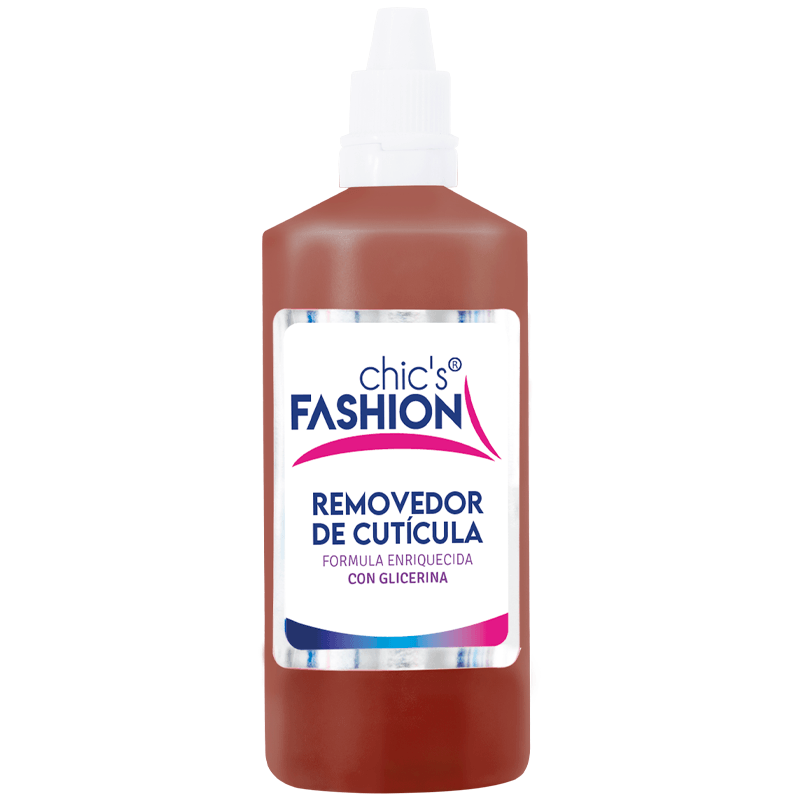 chic's®
FASHION
REMOVEDOR
DE CUTÍCULA
FORMULA ENRIQUECIDA
CON GLICERINA